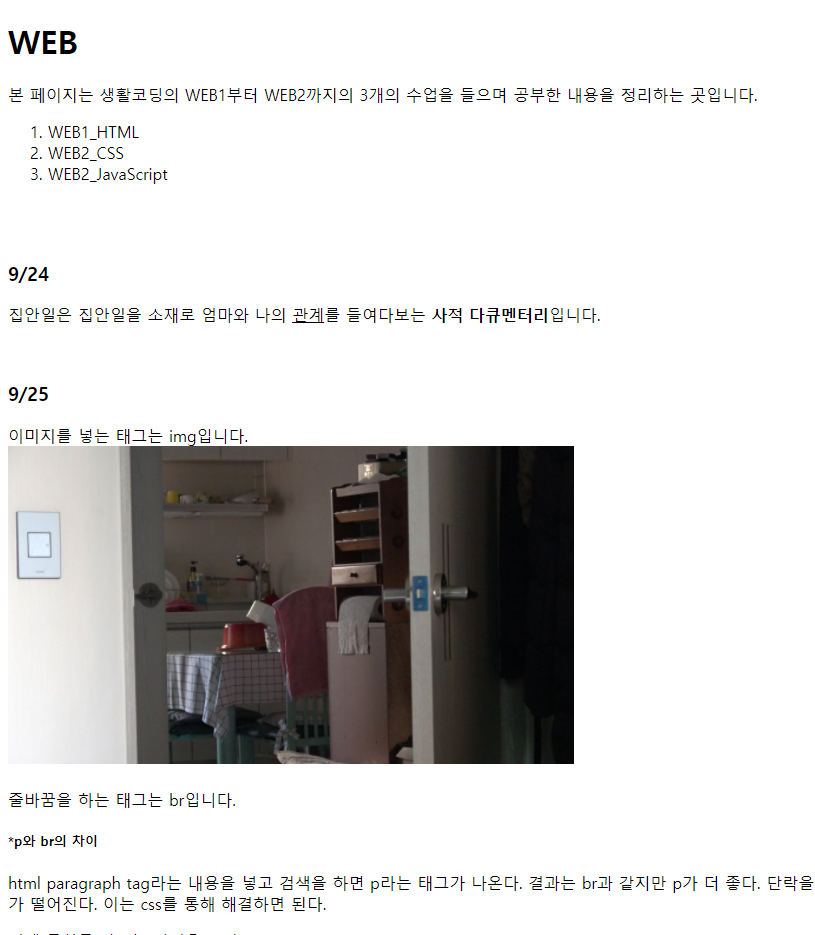 WEB
본 페이지는 생활코딩의 WEB1부터 WEB2까지의 3개의 수업을 들으며 공부한 내용을 정리하는 곳입니다.
1. WEB1_HTML
2. WEB2_CSS
3. WEB2_JavaScript
9/24
집안일은 집안일을 소재로 엄마와 나의 관계를 들여다보는 사적 다큐멘터리입니다.
9/25
이미지를 넣는 태그는 img입니다.
줄바꿈을 하는 태그는 br입니다.
*p와 br의 차이
html paragraph tag라는 내용을 넣고 검색을 하면 p라는 태그가 나온다. 결과는 br과 같지만 p가 더 좋다. 단락을
가 떨어진다. 이는 css를 통해 해결하면 된다.